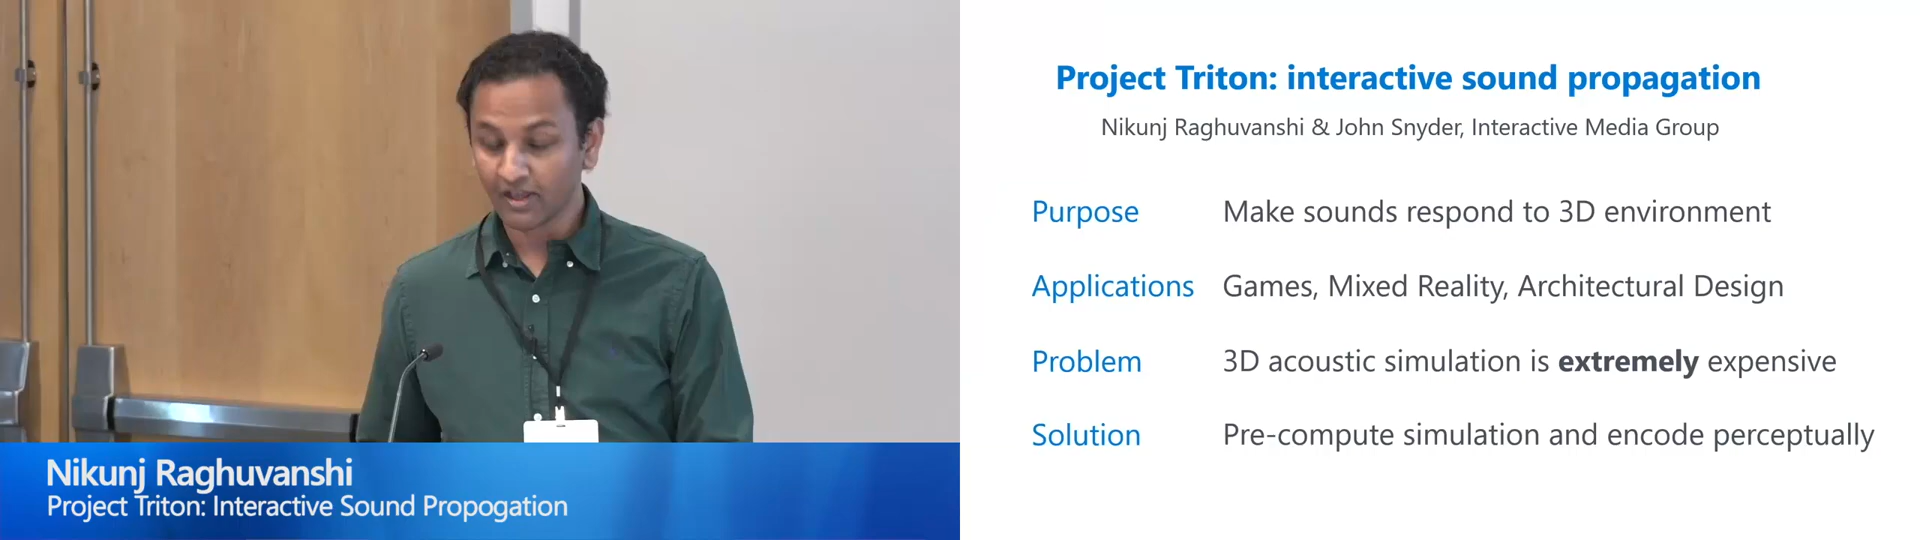 Nikunj Raghuvanshi
Project Triton: Interactive Sound Propogation
Project Triton: interactive sound propagation
Nikunj Raghuvanshi & John Snyder, Interactive Media Group
Purpose Make sounds respond to 3D environment
Applications Games, Mixed Reality, Architectural Design
Problem 3D acoustic simulation is extremely expensive
Solution Pre-compute simulation and encode perceptually